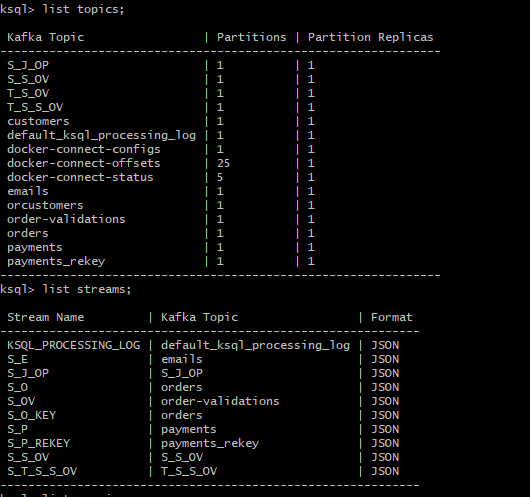 ksql> list topics;
Kafka Topic | Partitions | Partition Replicas
---------------------------------------------------------------
S_J_OP | 1 | 1
S_S_OV | 1 | 1
T_S_OV | 1 | 1
T_S_S_OV | 1 | 1
customers | 1 | 1
default_ksql_processing_log | 1 | 1
docker-connect-configs | 1 | 1
docker-connect-offsets | 25 | 1
docker-connect-status | 5 | 1
emails | 1 | 1
orcustomers | 1 | 1
order-validations | 1 | 1
orders | 1 | 1
payments | 1 | 1
payments_rekey | 1 | 1
---------------------------------------------------------------
ksql> list streams;
Stream Name | Kafka Topic | Format
------------------------------------------------------------
KSQL_PROCESSING_LOG | default_ksql_processing_log | JSON
S_E | emails | JSON
S_J_OP | S_J_OP | JSON
S_O | orders | JSON
S_OV | order-validations | JSON
S_O_KEY | orders | JSON
S_P | payments | JSON
S_P_REKEY | payments_rekey | JSON
S_S_OV | S_S_OV | JSON
S_T_S_S_OV | T_S_S_OV | JSON
------------------------------------------------------------